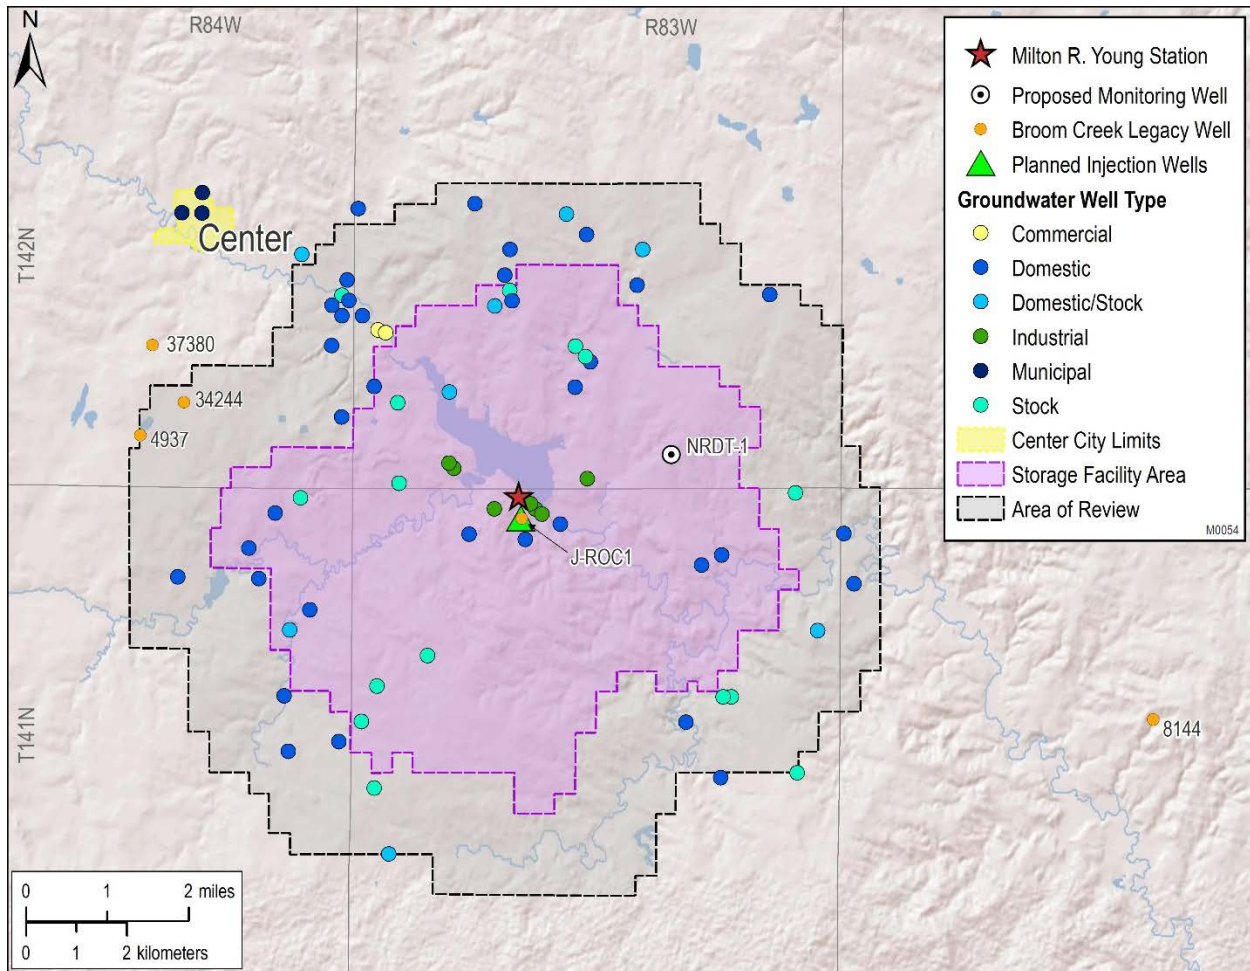 N
R84W
R83W
T142N
T141N
Center
37380
34244
4937
8144
NRDT-1
J-ROC1
Milton R. Young Station
Proposed Monitoring Well
Broom Creek Legacy Well
Planned Injection Wells
Groundwater Well Type
Commercial
Domestic
Domestic/Stock
Industrial
Municipal
Stock
Center City Limits
Storage Facility Area
Area of Review
M0054
0 1 2 miles
0 1 2 kilometers